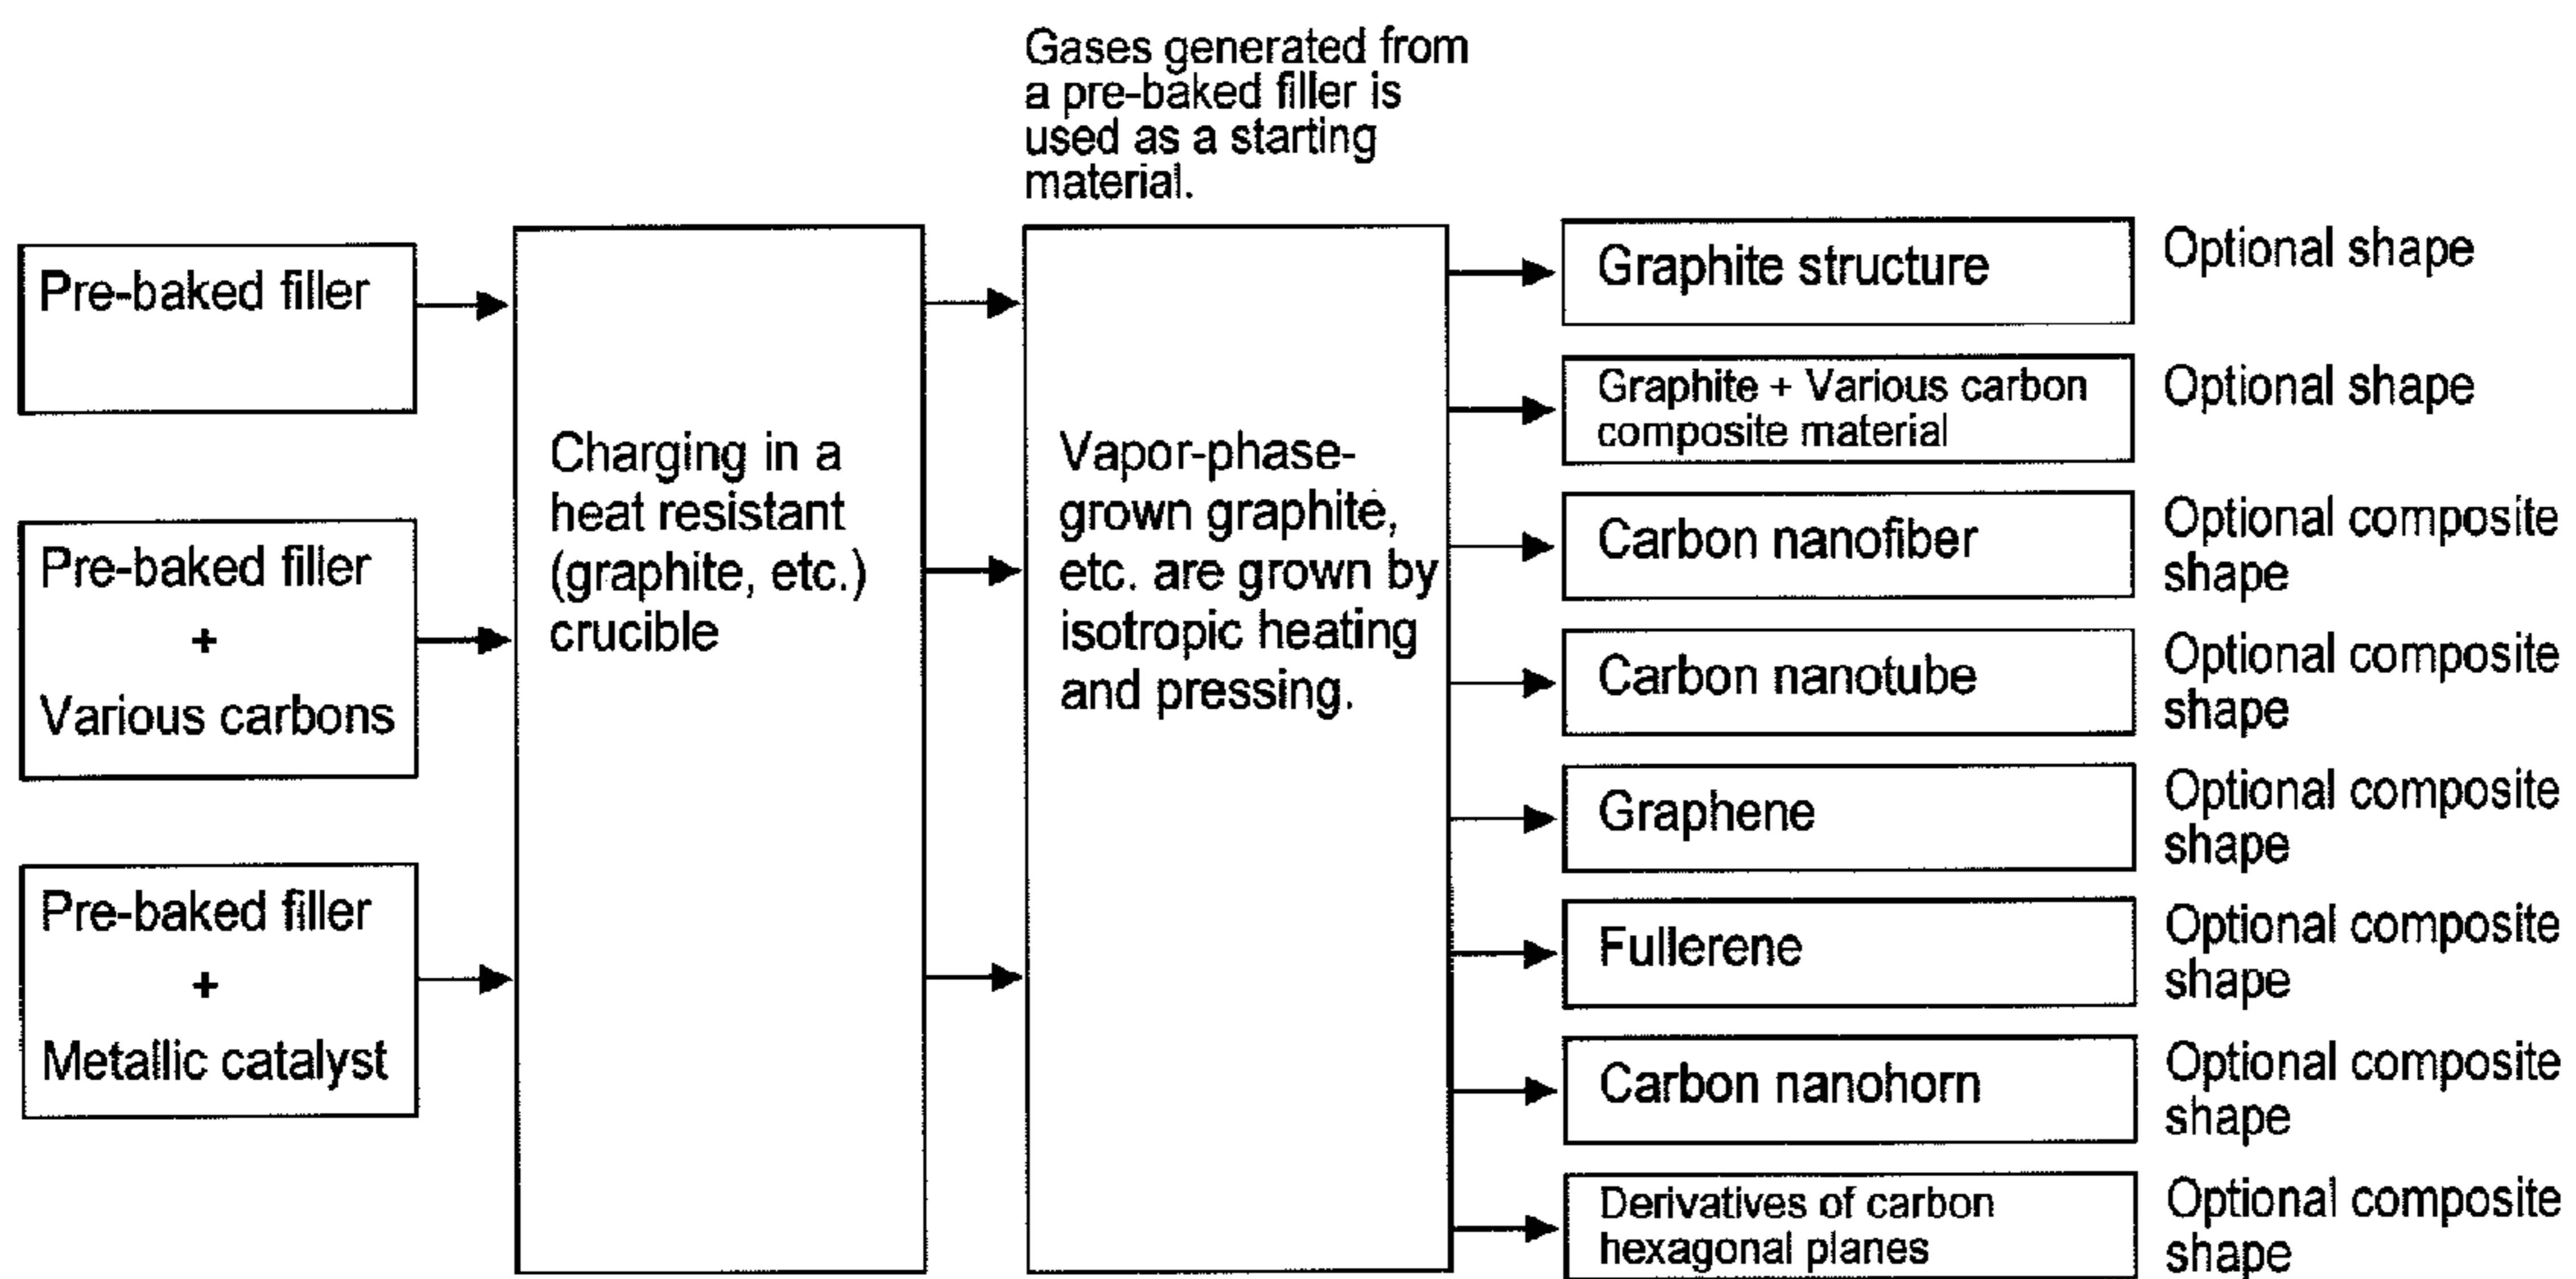 Gases generated from
a pre-baked filler is
used as a starting
material.
Pre-baked filler
Pre-baked filler
+
Various carbons
Pre-baked filler
+
Metallic catalyst
Charging in a
heat resistant
(graphite, etc.)
crucible
Vapor-phase-
grown graphite,
etc. are grown by
isotropic heating
and pressing.
Graphite structure
Optional shape
Graphite + Various carbon
composite material
Optional shape
Carbon nanofiber
Optional composite
shape
Carbon nanotube
Optional composite
shape
Graphene
Optional composite
shape
Fullerene
Optional composite
shape
Carbon nanohorn
Optional composite
shape
Derivatives of carbon
hexagonal planes
Optional composite
shape